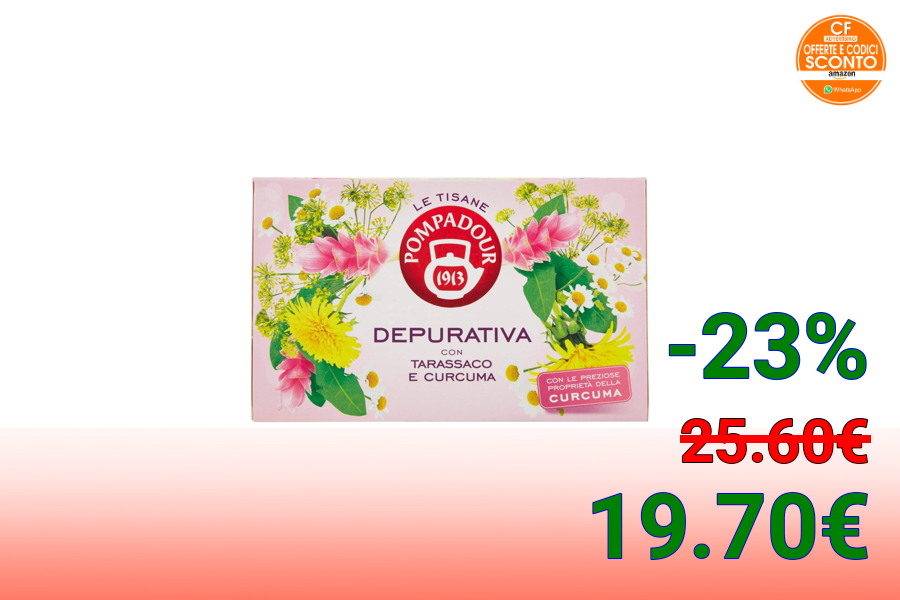 CF
ADVERTISING
OFFERTE E CODICI
SCONTO
amazon
WhatsApp
LE TISANE
POMPADOUR
1913
DEPURATIVA
CON
TARASSACO
E CURCUMA
CON LE PREZIOSE
PROPRIETÀ DELLA
CURCUMA
-23%
25.60€
19.70€